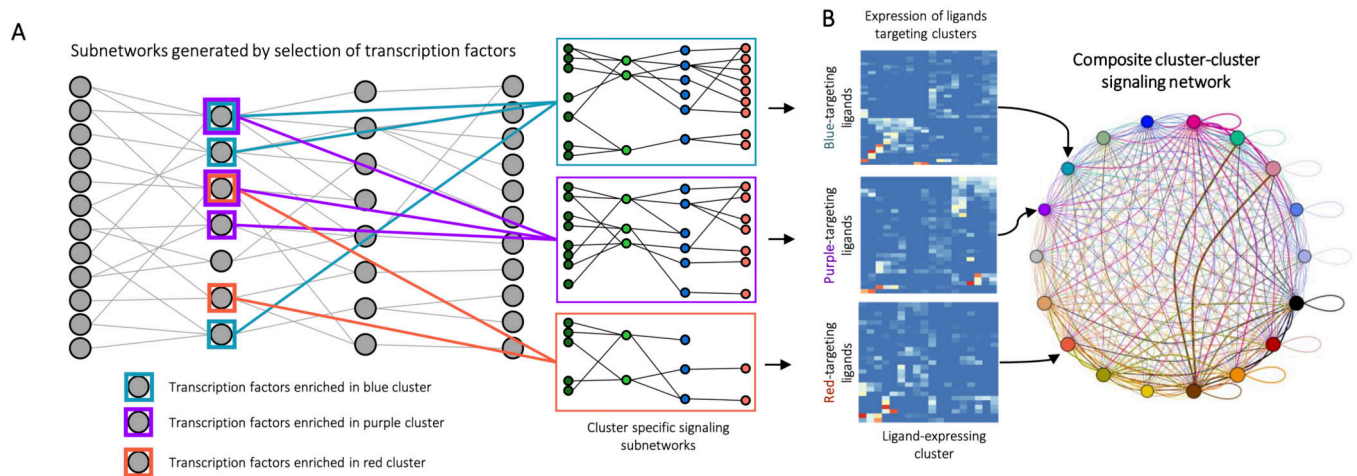 A
Subnetworks generated by selection of transcription factors
Transcription factors enriched in blue cluster
Transcription factors enriched in purple cluster
Transcription factors enriched in red cluster
Cluster specific signaling
subnetworks
B
Expression of ligands
targeting clusters
Blue-targeting
ligands
Purple-targeting
ligands
Red-targeting
ligands
Ligand-expressing
cluster
Composite cluster-cluster
signaling network